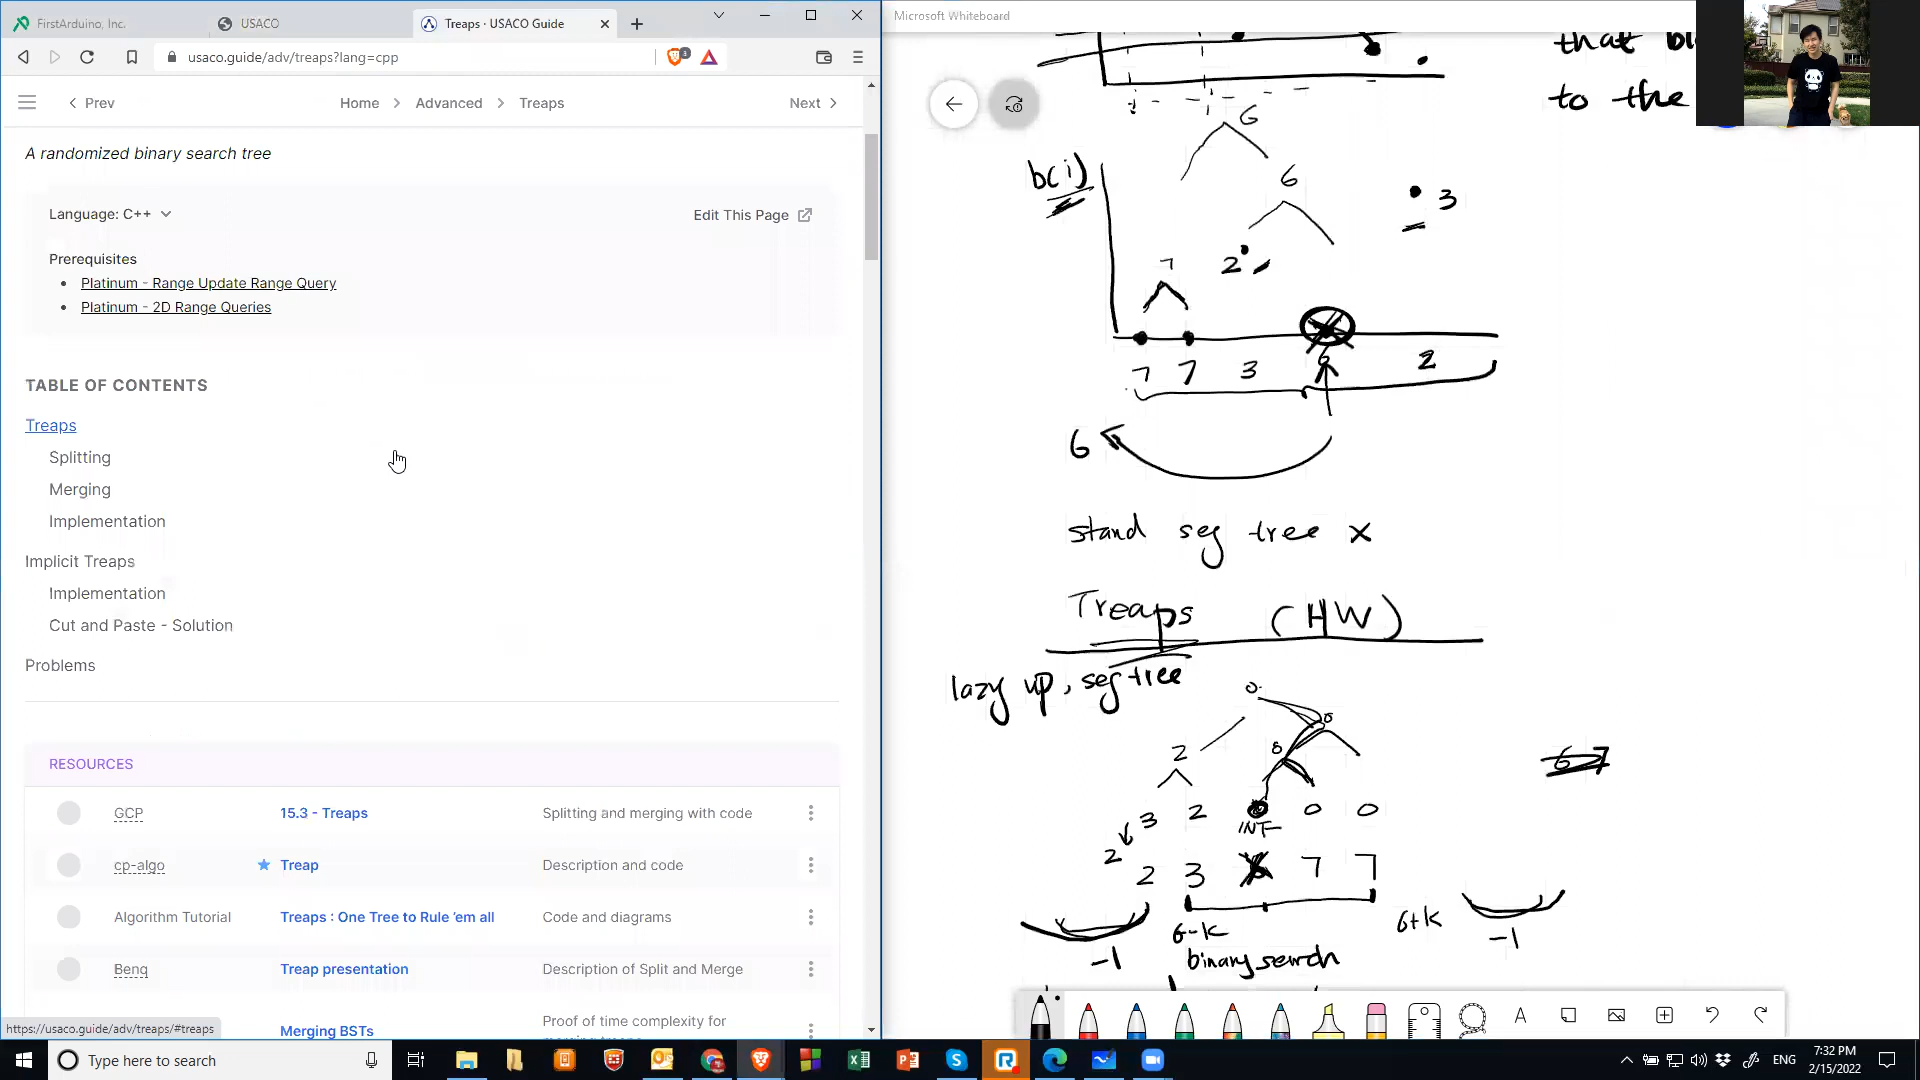 FirstArduino, Inc.
USACO
Treaps · USACO Guide
Microsoft Whiteboard
usaco.guide/adv/treaps?lang=cpp
Prev
Home
Advanced
Treaps
Next
A randomized binary search tree
Language: C++
Edit This Page
Prerequisites
Platinum - Range Update Range Query
Platinum - 2D Range Queries
TABLE OF CONTENTS
Treaps
Splitting
Merging
Implementation
Implicit Treaps
Implementation
Cut and Paste - Solution
Problems
RESOURCES
GCP 15.3 - Treaps Splitting and merging with code
cp-algo Treap Description and code
Algorithm Tutorial Treaps : One Tree to Rule 'em all Code and diagrams
Benq Treap presentation Description of Split and Merge
Merging BSTs Proof of time complexity for
https://usaco.guide/adv/treaps/#treaps
to the
6
b(i)
6
3
7 2
7 7 3 6 2
6
stand seg tree x
Treaps (HW)
lazy up, seg tree
0
0
2 0
3 2 INF 0 0
2
2 3 7 7
6-k 6+k
-1 -1
binary search
6 7
Type here to search
ENG
7:32 PM
2/15/2022